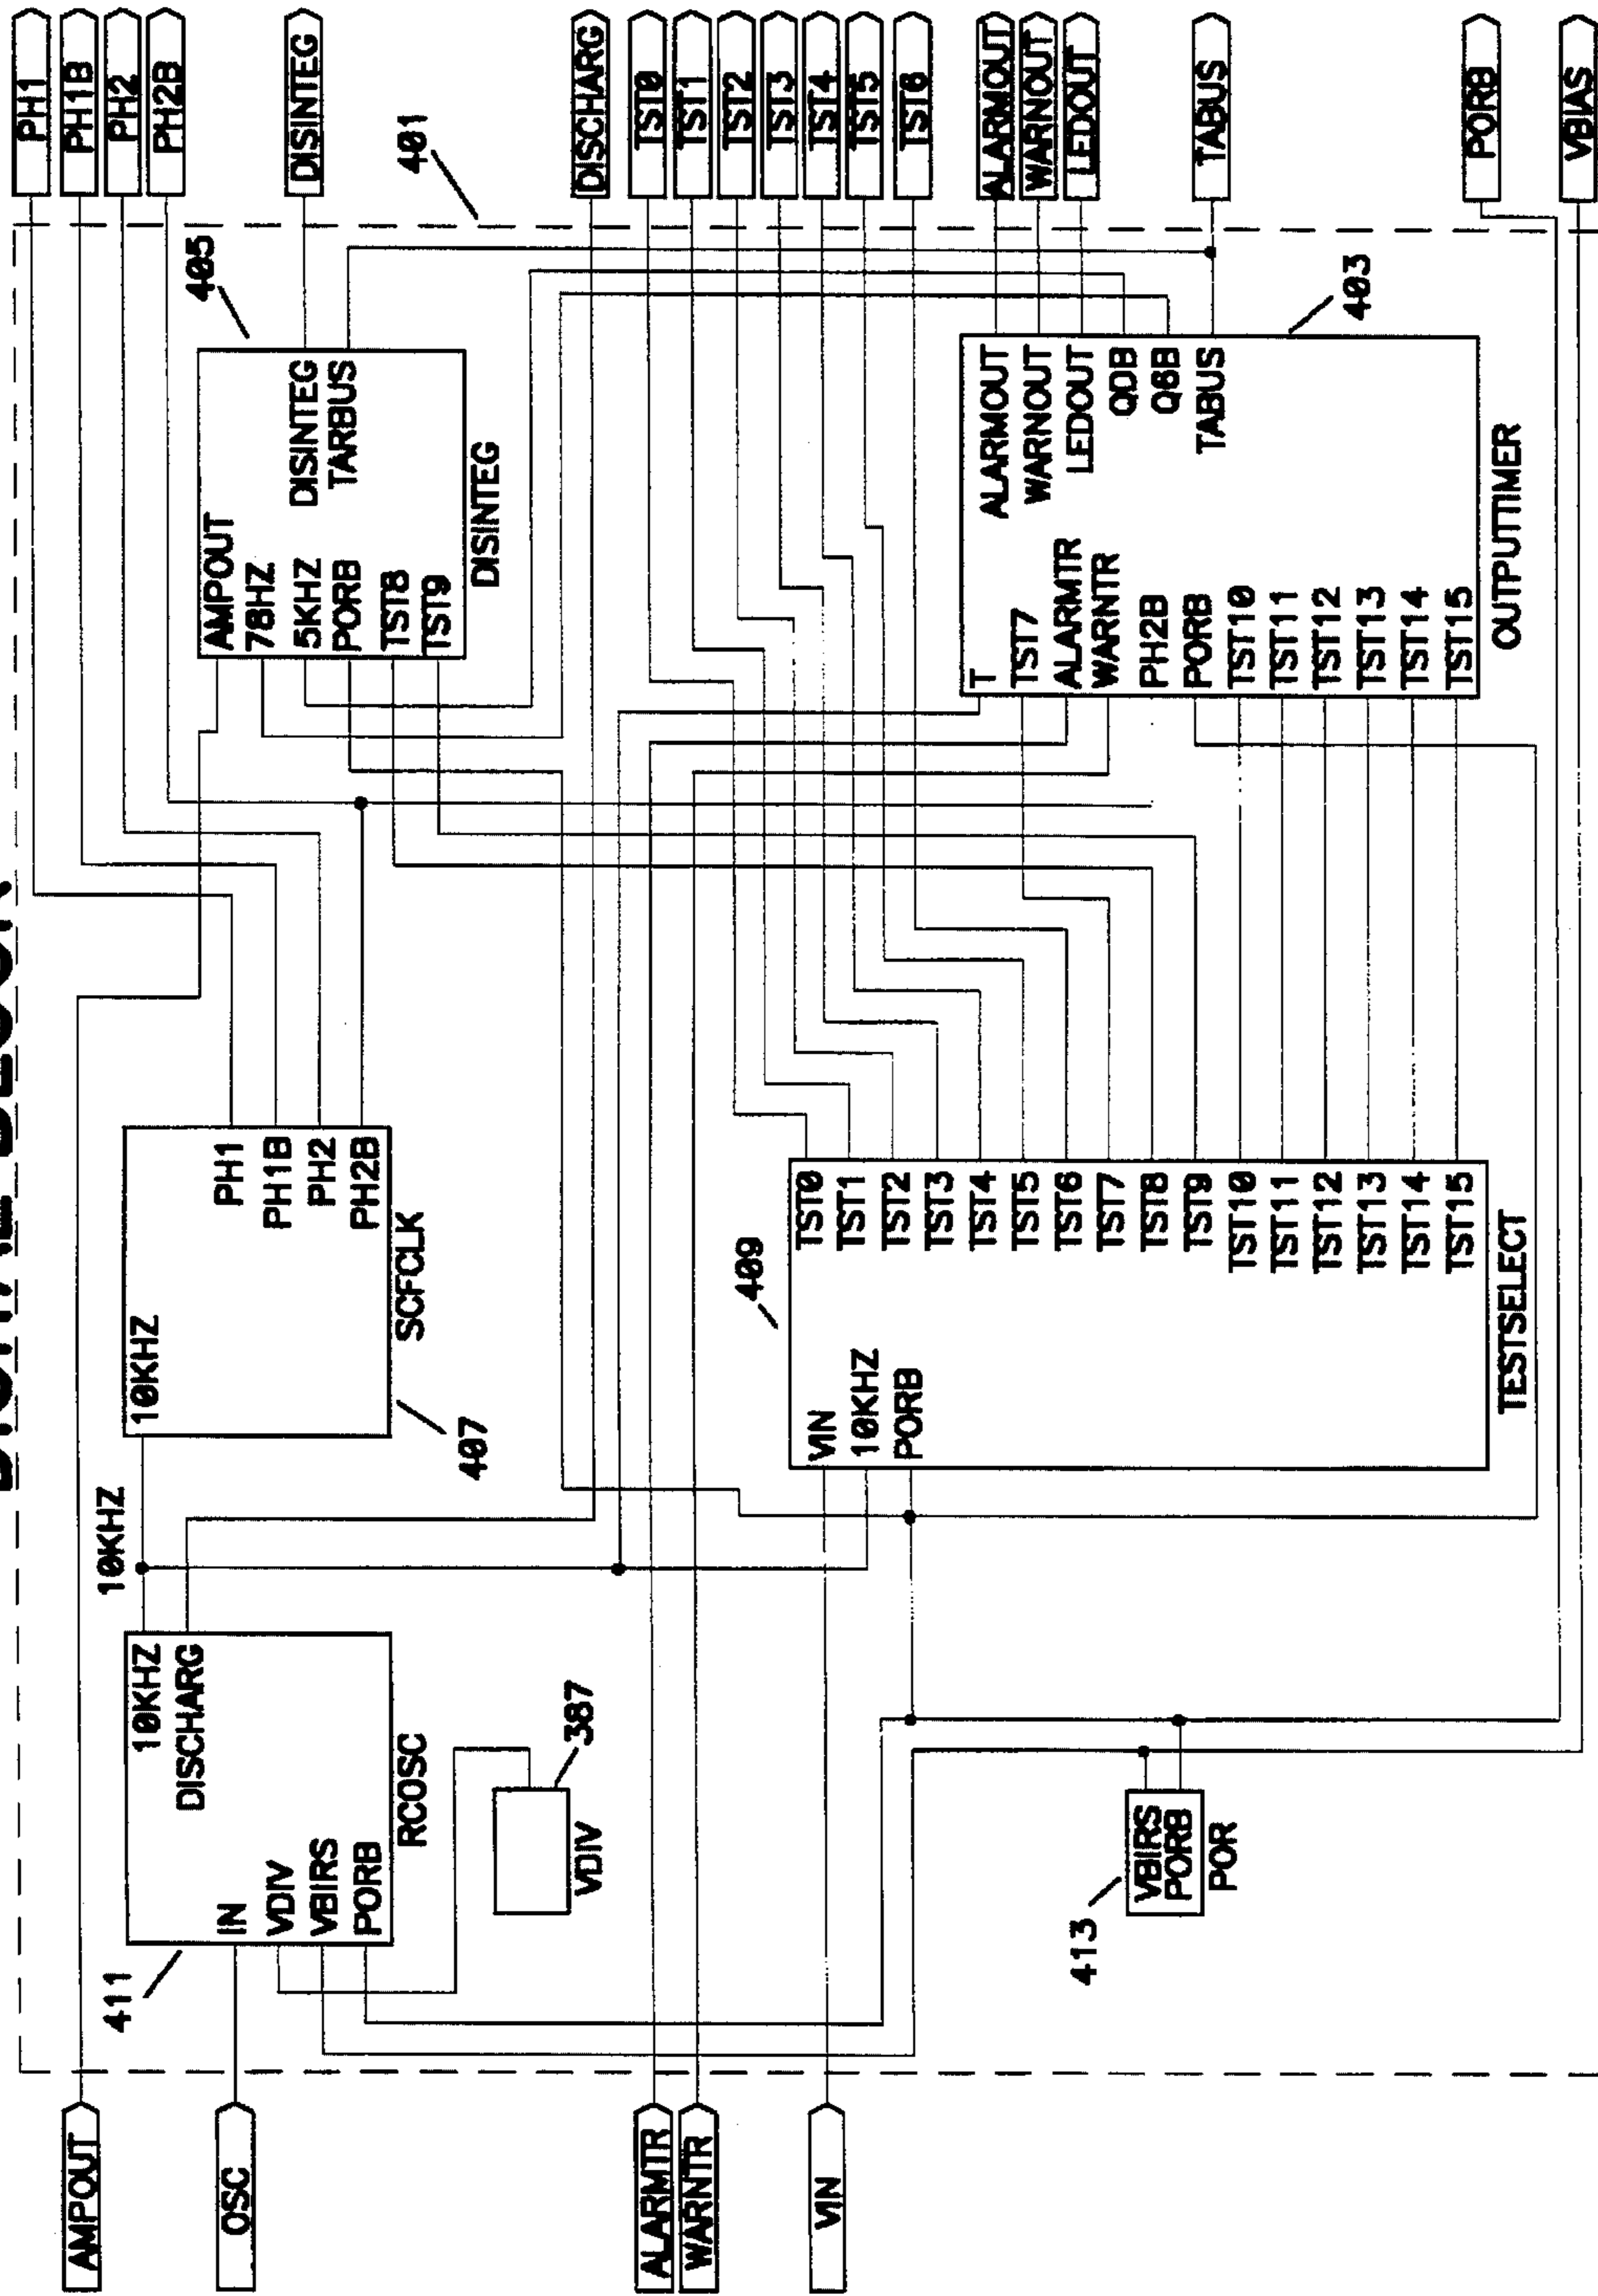 AMPOUT
OSC
ALARMTR
WARNTR
VIN
411
IN
VDIV
VBIRS
PORB
10KHZ
DISCHARG
RCOSC
387
VDIV
413
VBIRS
PORB
POR
10KHZ
10KHZ
PH1
PH1B
PH2
PH2B
SCFCLK
407
409
VIN
10KHZ
PORB
TST0
TST1
TST2
TST3
TST4
TST5
TST6
TST7
TST8
TST9
TST10
TST11
TST12
TST13
TST14
TST15
TESTSELECT
405
AMPOUT
78HZ
5KHZ
PORB
TST8
TST9
DISINTEG
TARBUS
DISINTEG
T
TST7
ALARMTR
WARNTR
PH2B
PORB
TST10
TST11
TST12
TST13
TST14
TST15
ALARMOUT
WARNOUT
LEDOUT
QDB
Q6B
TABUS
OUTPUTTIMER
403
401
PH1
PH1B
PH2
PH2B
DISINTEG
DISCHARG
TST0
TST1
TST2
TST3
TST4
TST5
TST6
ALARMOUT
WARNOUT
LEDOUT
TABUS
PORB
VBIAS